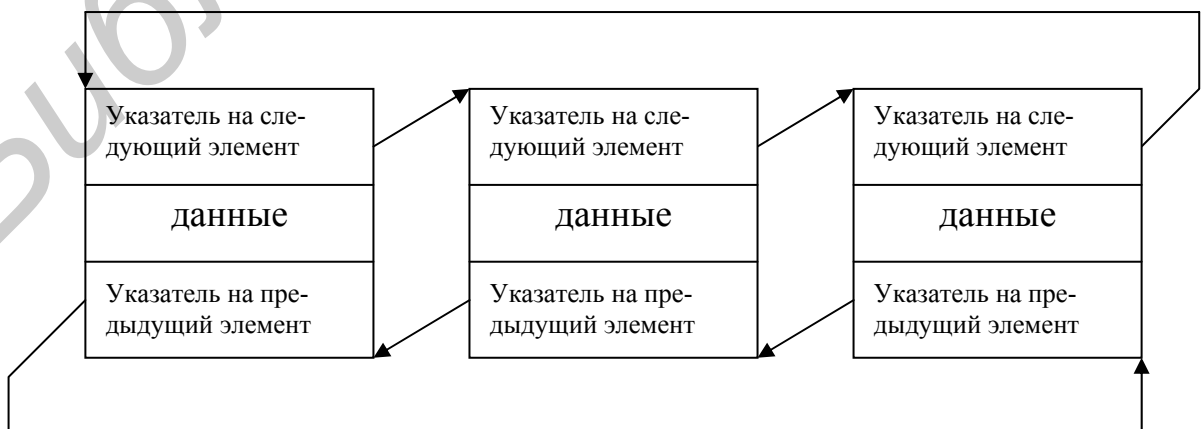 Указатель на сле-
дующий элемент
данные
Указатель на пре-
дыдущий элемент
Указатель на сле-
дующий элемент
данные
Указатель на пре-
дыдущий элемент
Указатель на сле-
дующий элемент
данные
Указатель на пре-
дыдущий элемент